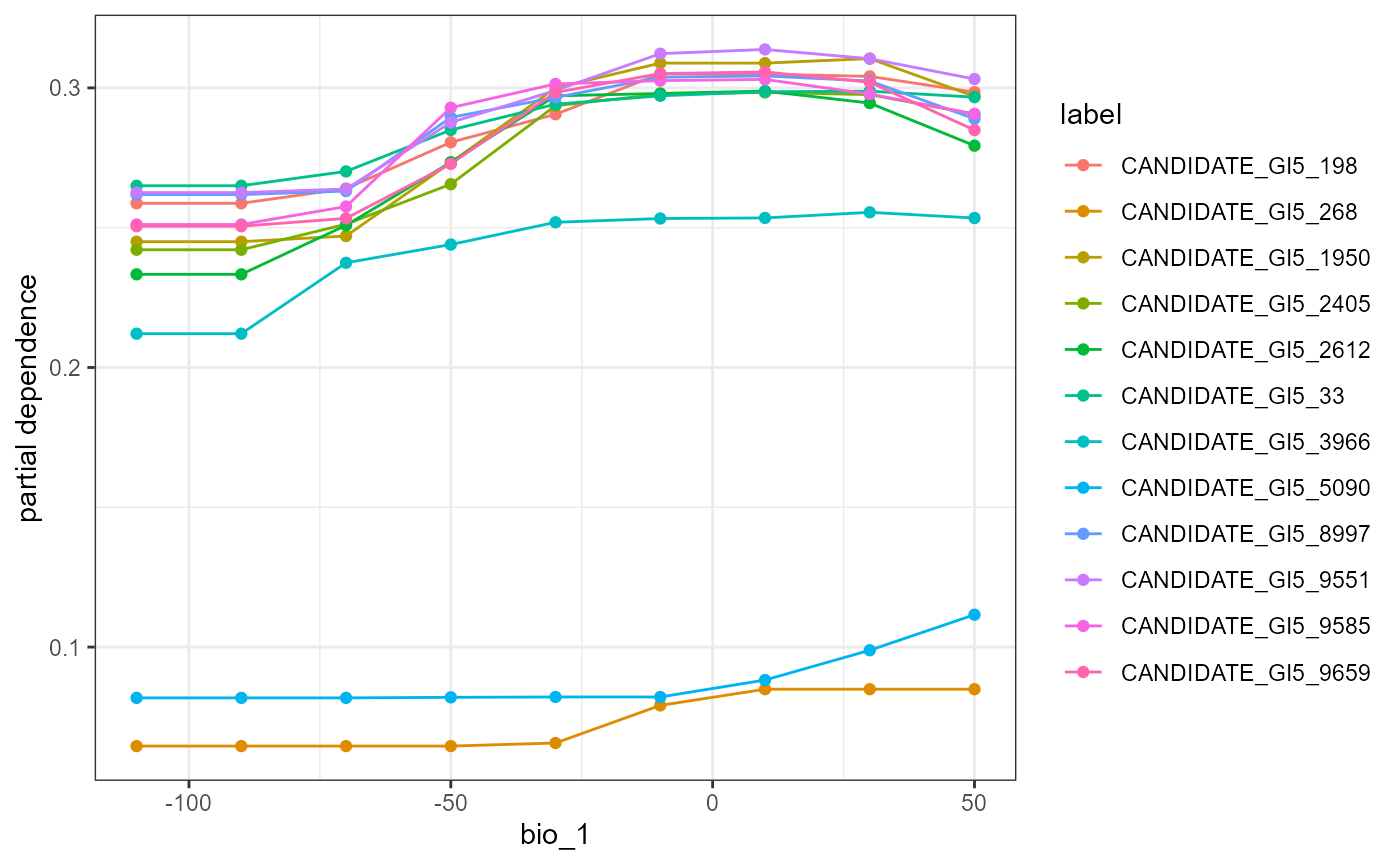 partial dependence
0.3
0.2
0.1
-100
-50
0
50
bio_1
label
CANDIDATE_GI5_198
CANDIDATE_GI5_268
CANDIDATE_GI5_1950
CANDIDATE_GI5_2405
CANDIDATE_GI5_2612
CANDIDATE_GI5_33
CANDIDATE_GI5_3966
CANDIDATE_GI5_5090
CANDIDATE_GI5_8997
CANDIDATE_GI5_9551
CANDIDATE_GI5_9585
CANDIDATE_GI5_9659